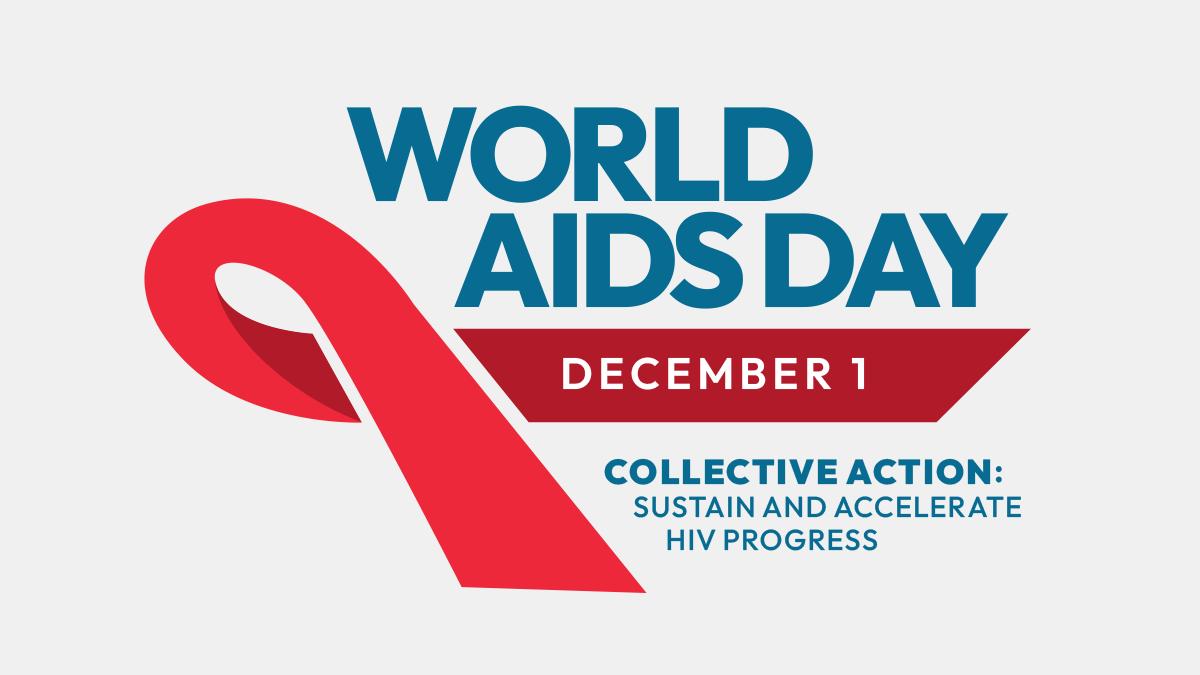 WORLD
AIDS DAY
DECEMBER 1
COLLECTIVE ACTION:
SUSTAIN AND ACCELERATE
HIV PROGRESS